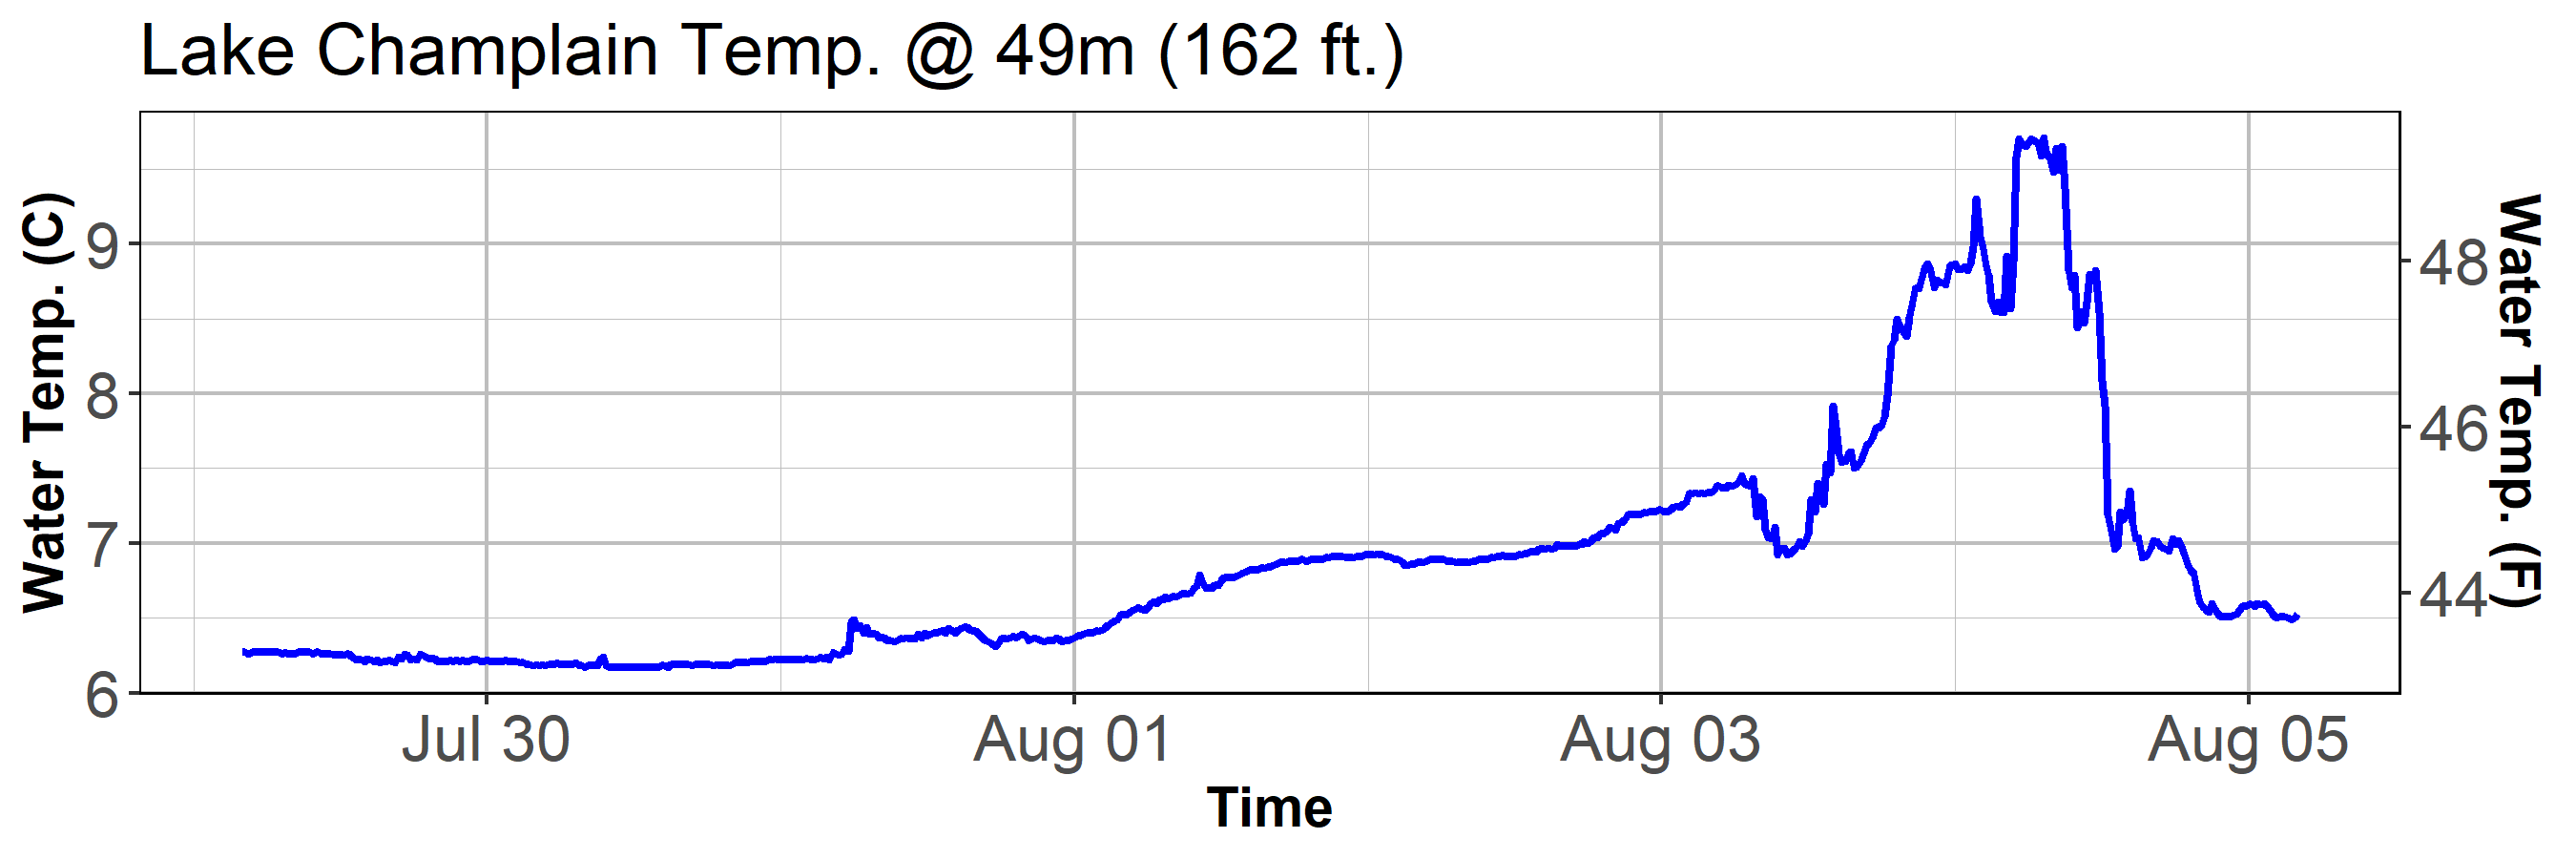 Lake Champlain Temp. @ 49m (162 ft.)
Water Temp. (C)
9
8
7
6
48
46
44
Water Temp. (F)
Jul 30 Aug 01 Aug 03 Aug 05
Time